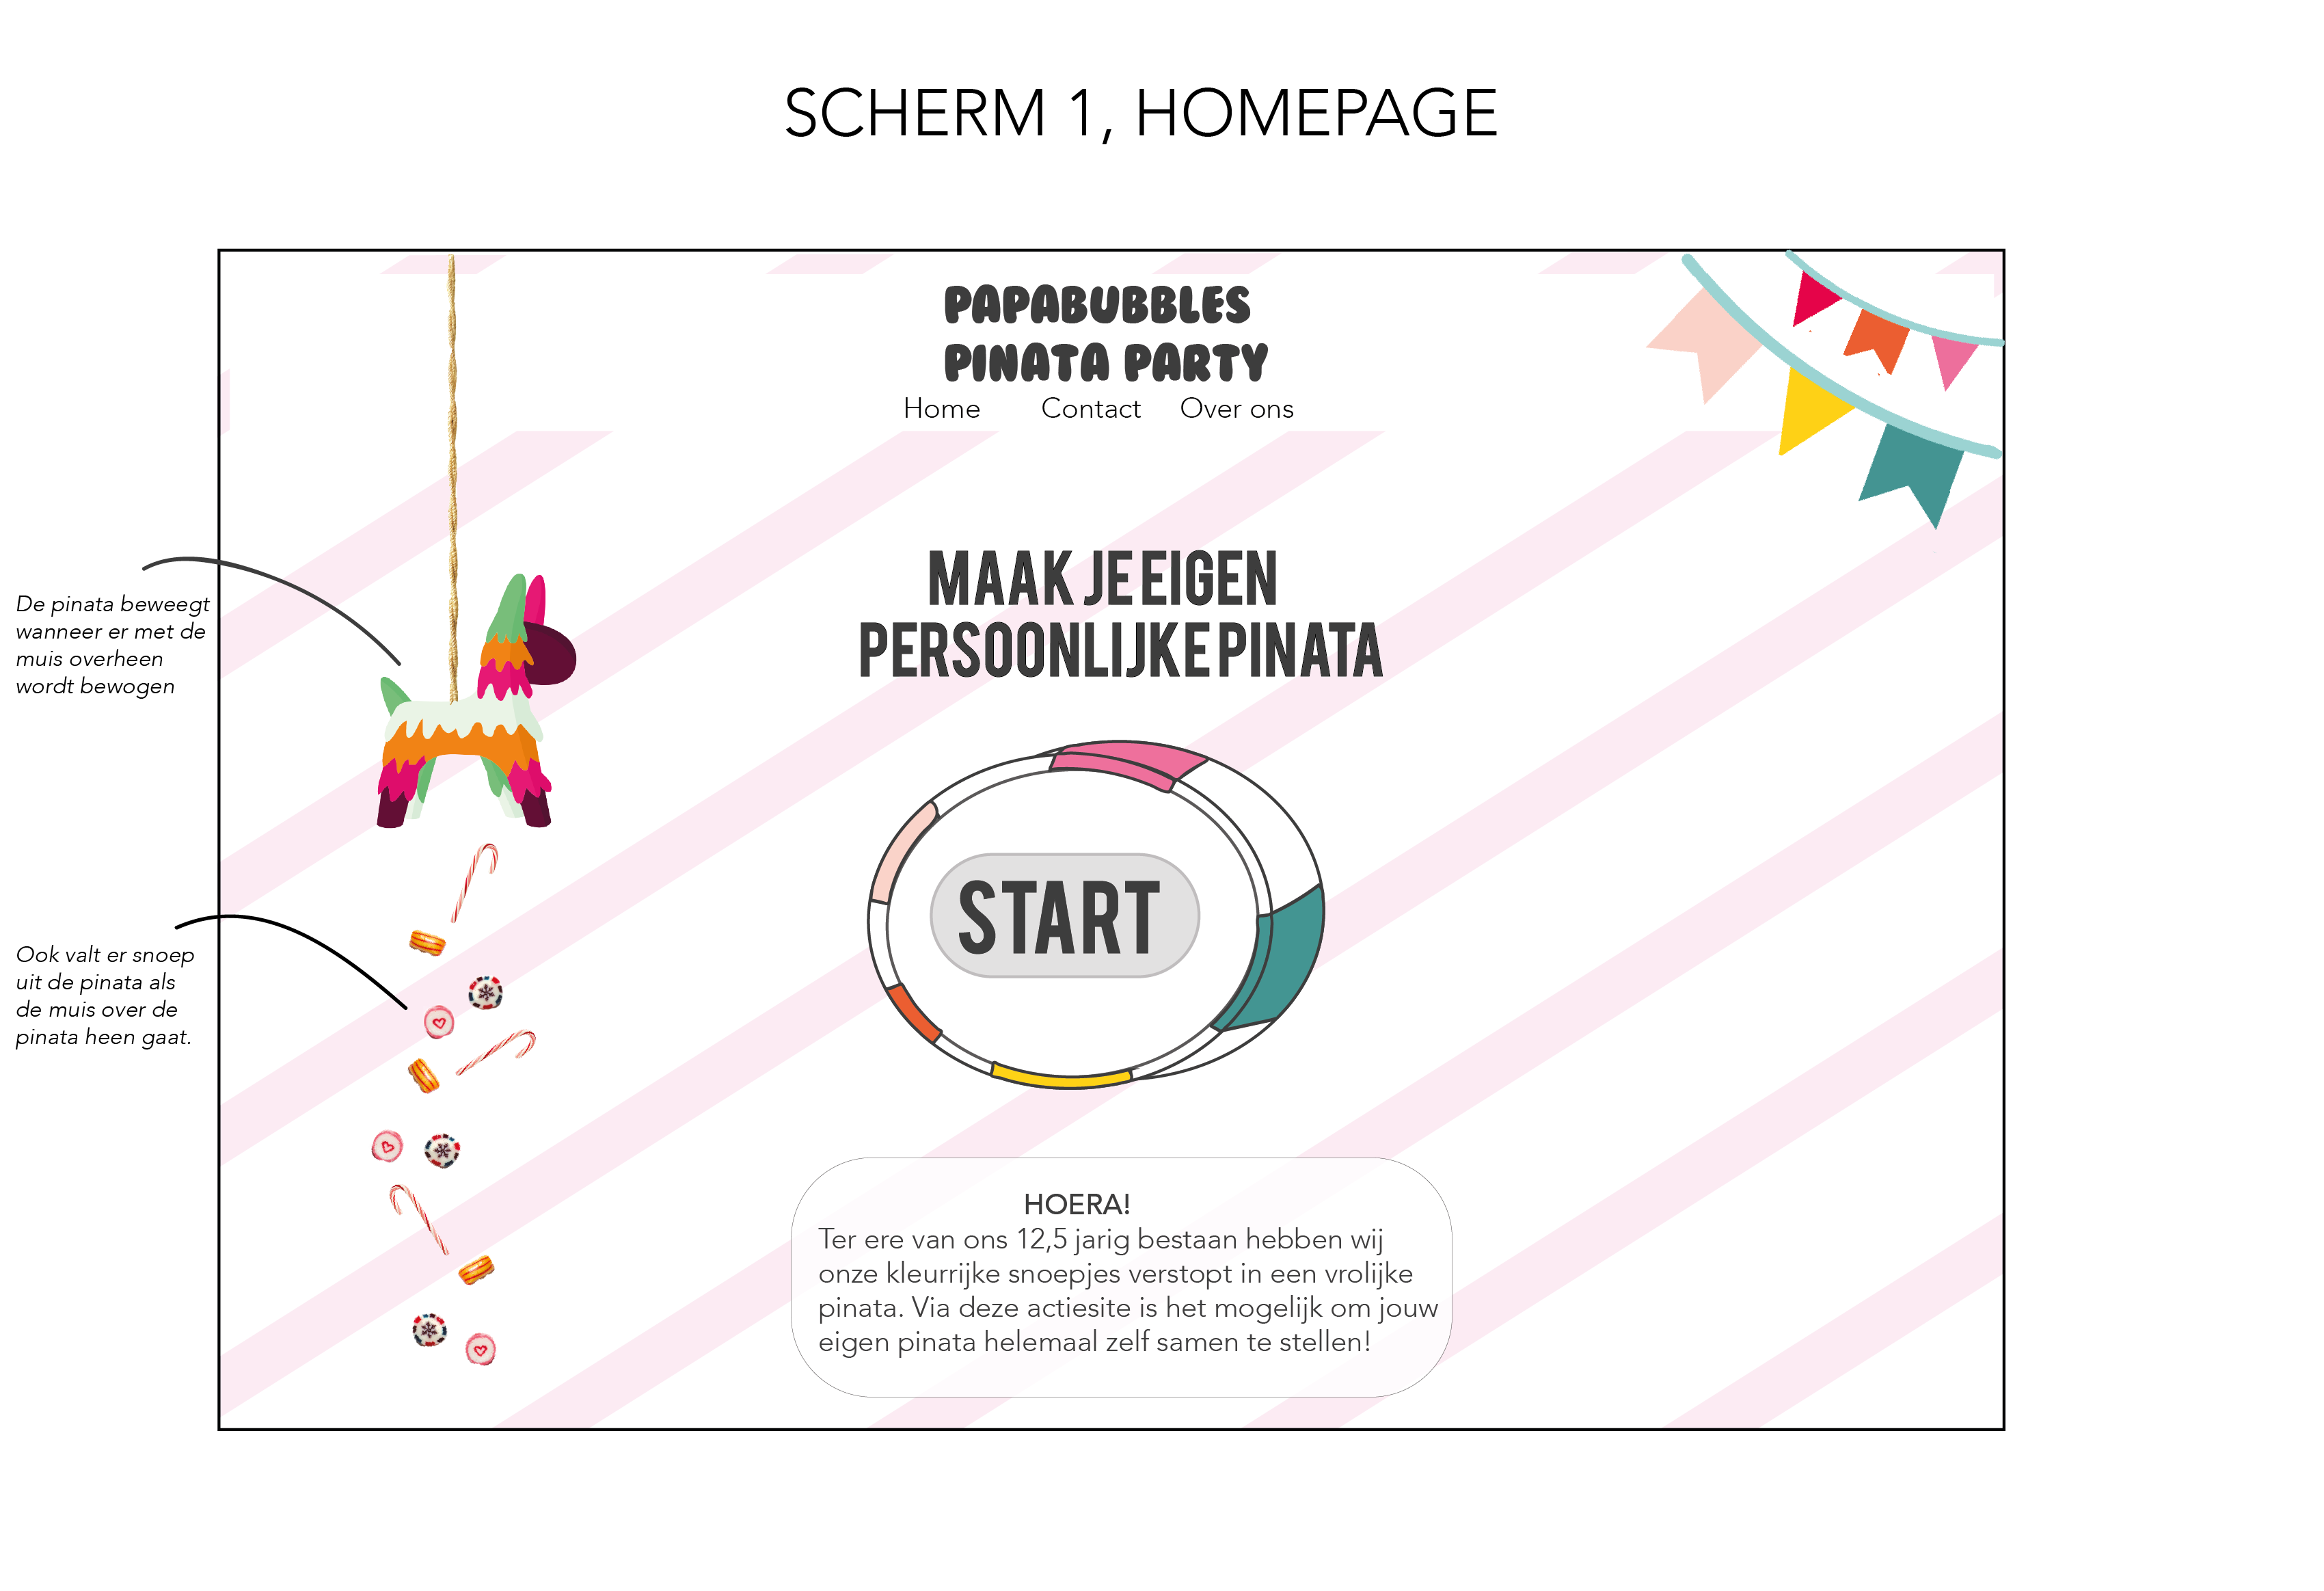 SCHERM 1, HOMEPAGE
PAPABUBBLES
PINATA PARTY
Home Contact Over ons
MAAK JE EIGEN
PERSOONLIJKE PINATA
De pinata beweegt
wanneer er met de
muis overheen
wordt bewogen
START
Ook valt er snoep
uit de pinata als
de muis over de
pinata heen gaat.
HOERA!
Ter ere van ons 12,5 jarig bestaan hebben wij
onze kleurrijke snoepjes verstopt in een vrolijke
pinata. Via deze actiesite is het mogelijk om jouw
eigen pinata helemaal zelf samen te stellen!